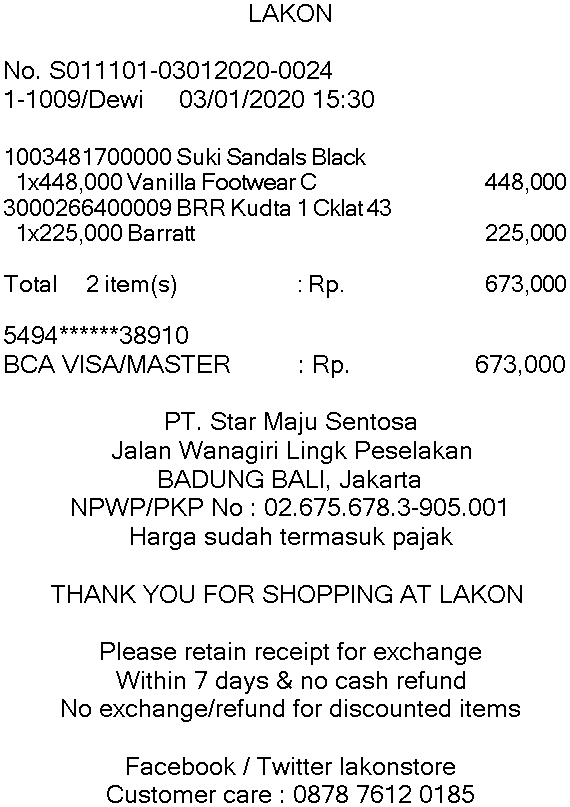 LAKON
No. S011101-03012020-0024
1-1009/Dewi 03/01/2020 15:30
1003481700000 Suki Sandals Black
1x448,000 Vanilla Footwear C 448,000
3000266400009 BRR Kudta 1 Cklat 43
1x225,000 Barratt 225,000
Total 2 item(s) : Rp. 673,000
5494******38910
BCA VISA/MASTER : Rp. 673,000
PT. Star Maju Sentosa
Jalan Wanagiri Lingk Peselakan
BADUNG BALI, Jakarta
NPWP/PKP No : 02.675.678.3-905.001
Harga sudah termasuk pajak
THANK YOU FOR SHOPPING AT LAKON
Please retain receipt for exchange
Within 7 days & no cash refund
No exchange/refund for discounted items
Facebook / Twitter lakonstore
Customer care : 0878 7612 0185